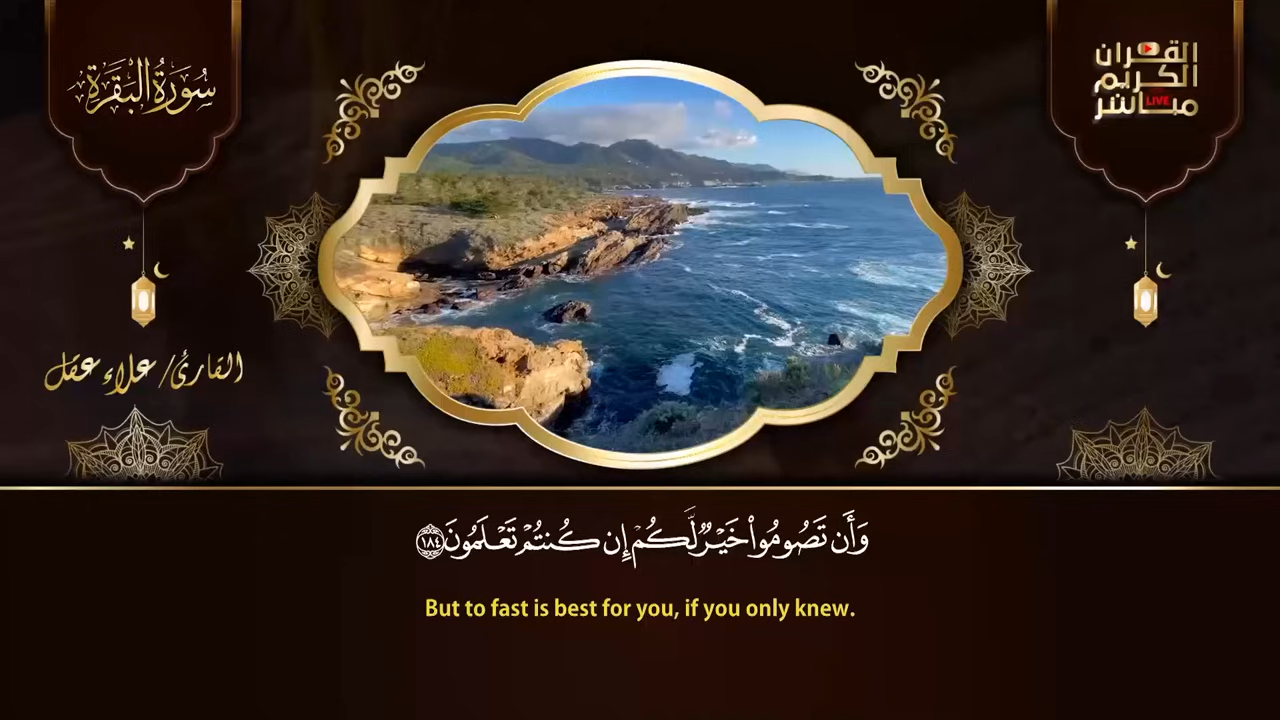 سُورَةُ البَقَرَةِ
القرآن
الكريم
مباشر
LIVE
القارئ/ علاء عقل
وَأَن تَصُومُوا۟ خَيْرٌ لَّكُمْ إِن كُنتُمْ تَعْلَمُونَ ١٨٤
But to fast is best for you, if you only knew.